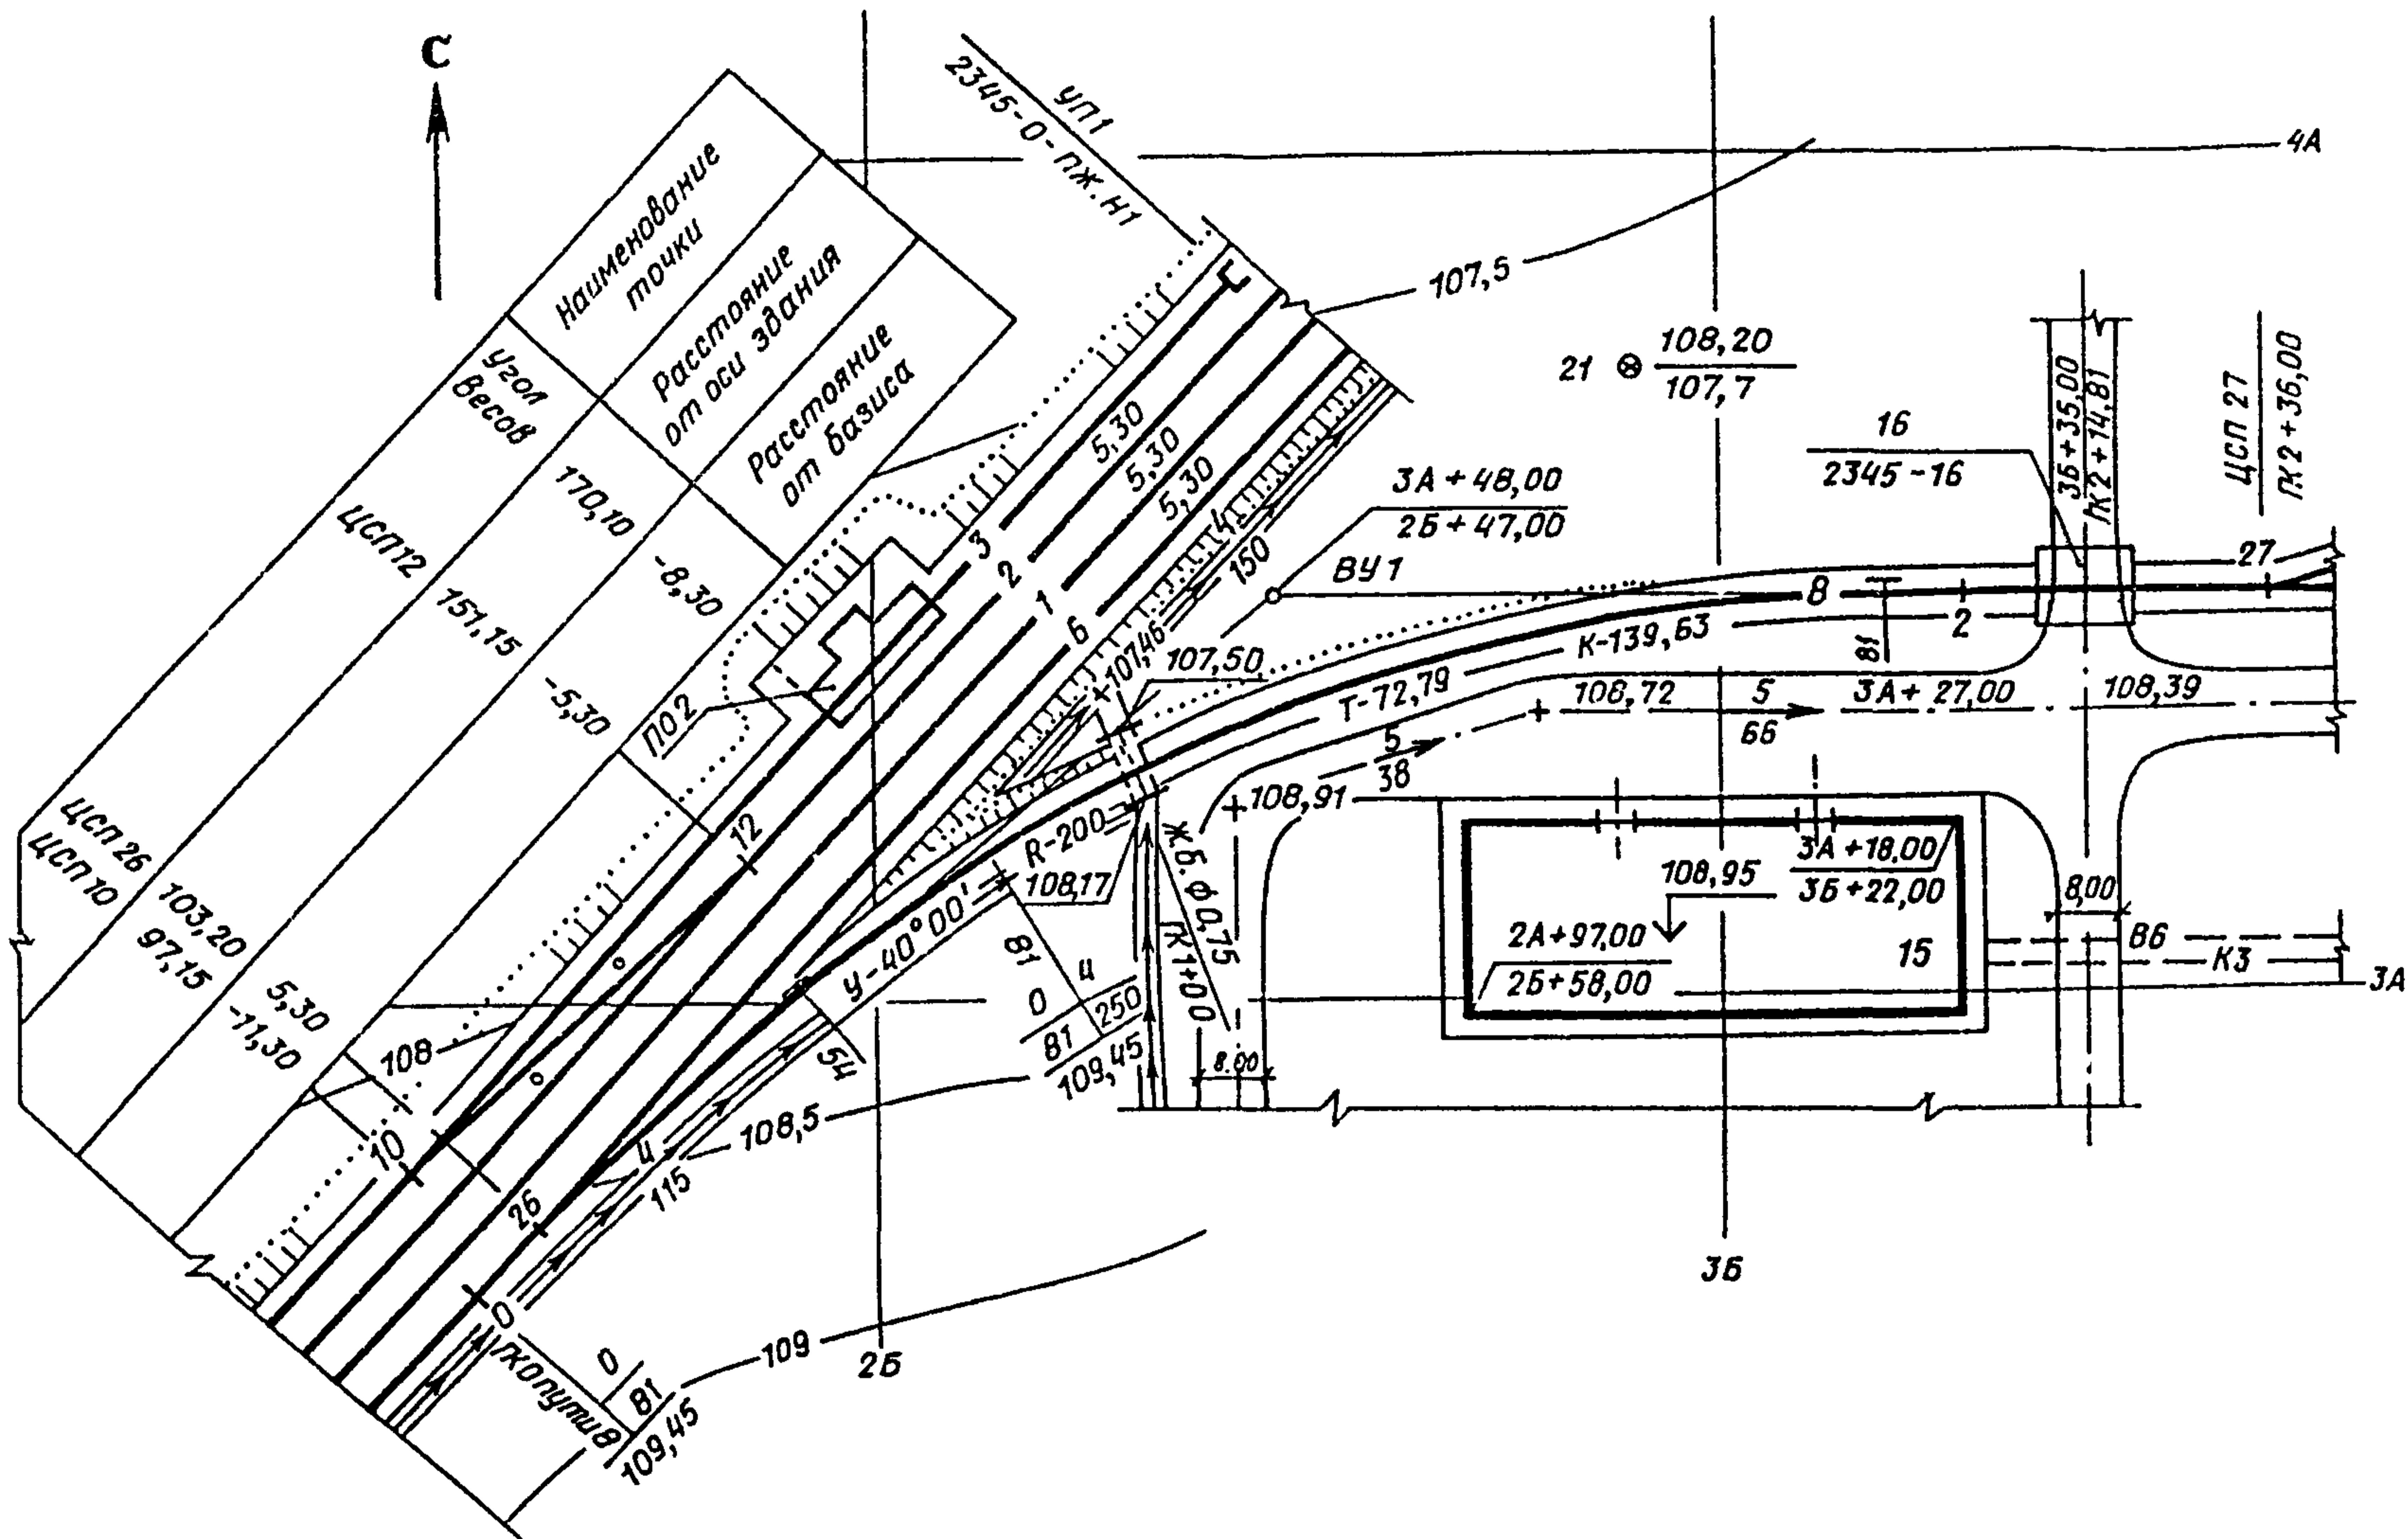 С
Наименование
точки
Расстояние
от оси здания
Расстояние
от базиса
Угол
весов
170,10
-8,30
ЦСП12
151,15
-5,30
ЦСП 26
ЦСП10
103,20
97,15
5,30
-11,30
УП1
2345-0-ПЖ.Н1
4А
107,5
21
108,20
107,7
16
2345-16
3Б+35,00
ПК2+14,81
ЦСП 27
ПК2+36,00
3А+48,00
2Б+47,00
ВУ1
5,30
5,30
5,30
3
2
1
6
4
150
107,46
107,50
ПО2
8
2
27
К-139,63
Т-72,79
81
108,72
5
66
3А+27,00
108,39
5
38
108,91
R-200
108,17
У-40°00'
Ж.б. ф0,75
ПК1+00
12
10
26
108
108,5
109
54
4
115
81
0
81
4
250
109,45
8.00
108,95
3А+18,00
3Б+22,00
2А+97,00
2Б+58,00
15
8,00
В6
К3
3А
3Б
2Б
0
ПК0пути8
0
81
109,45